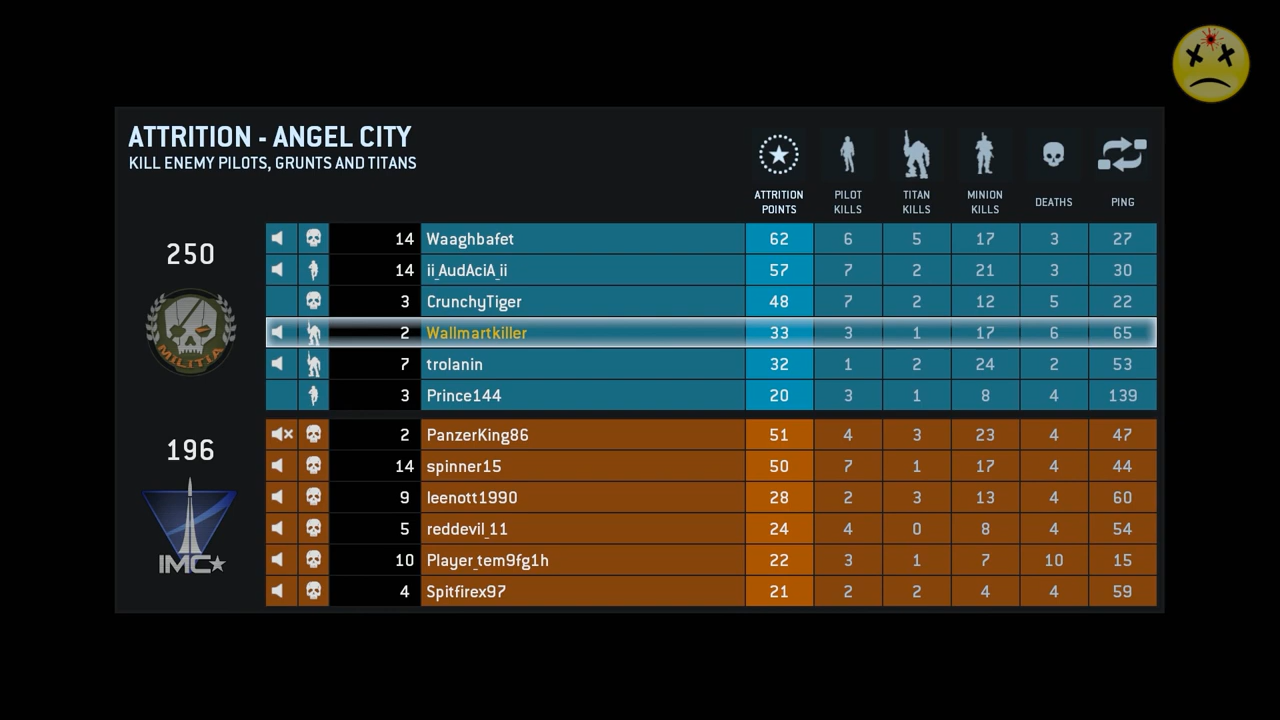 ATTRITION - ANGEL CITY
KILL ENEMY PILOTS, GRUNTS AND TITANS
ATTRITION POINTS PILOT KILLS TITAN KILLS MINION KILLS DEATHS PING
250
MILITIA
14 Waaghbafet 62 6 5 17 3 27
14 ii_AudAciA_ii 57 7 2 21 3 30
3 CrunchyTiger 48 7 2 12 5 22
2 Wallmartkiller 33 3 1 17 6 65
7 trolanin 32 1 2 24 2 53
3 Prince144 20 3 1 8 4 139
196
IMC
2 PanzerKing86 51 4 3 23 4 47
14 spinner15 50 7 1 17 4 44
9 leenott1990 28 2 3 13 4 60
5 reddevil_11 24 4 0 8 4 54
10 Player_tem9fg1h 22 3 1 7 10 15
4 Spitfirex97 21 2 2 4 4 59